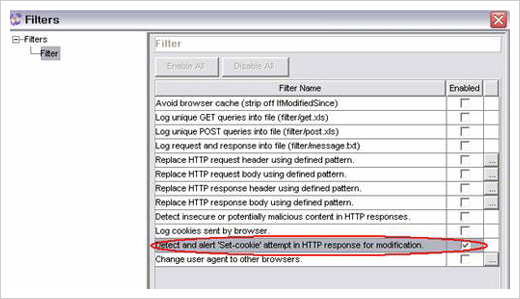 Filters
Filters
Filter
Filter
Enable All Disable All
Filter Name Enabled
Avoid browser cache (strip off IfModifiedSince)
Log unique GET queries into file (filter/get.xls)
Log unique POST queries into file (filter/post.xls)
Log request and response into file (filter/message.txt)
Replace HTTP request header using defined pattern. ...
Replace HTTP request body using defined pattern. ...
Replace HTTP response header using defined pattern. ...
Replace HTTP response body using defined pattern. ...
Detect insecure or potentially malicious content in HTTP responses.
Log cookies sent by browser.
Detect and alert 'Set-cookie' attempt in HTTP response for modification.
Change user agent to other browsers. ...